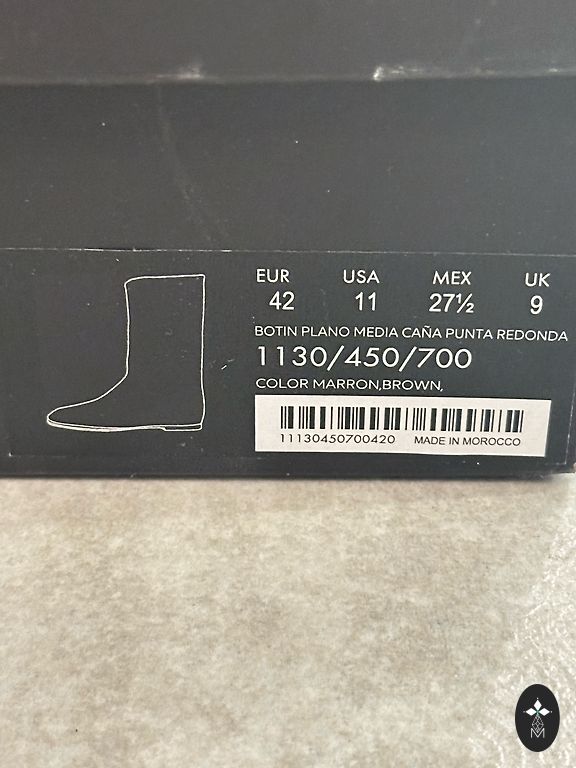 EUR USA MEX UK
42 11 27½ 9
BOTIN PLANO MEDIA CAÑA PUNTA REDONDA
1130/450/700
COLOR MARRON,BROWN,
11130450700420 MADE IN MOROCCO
M